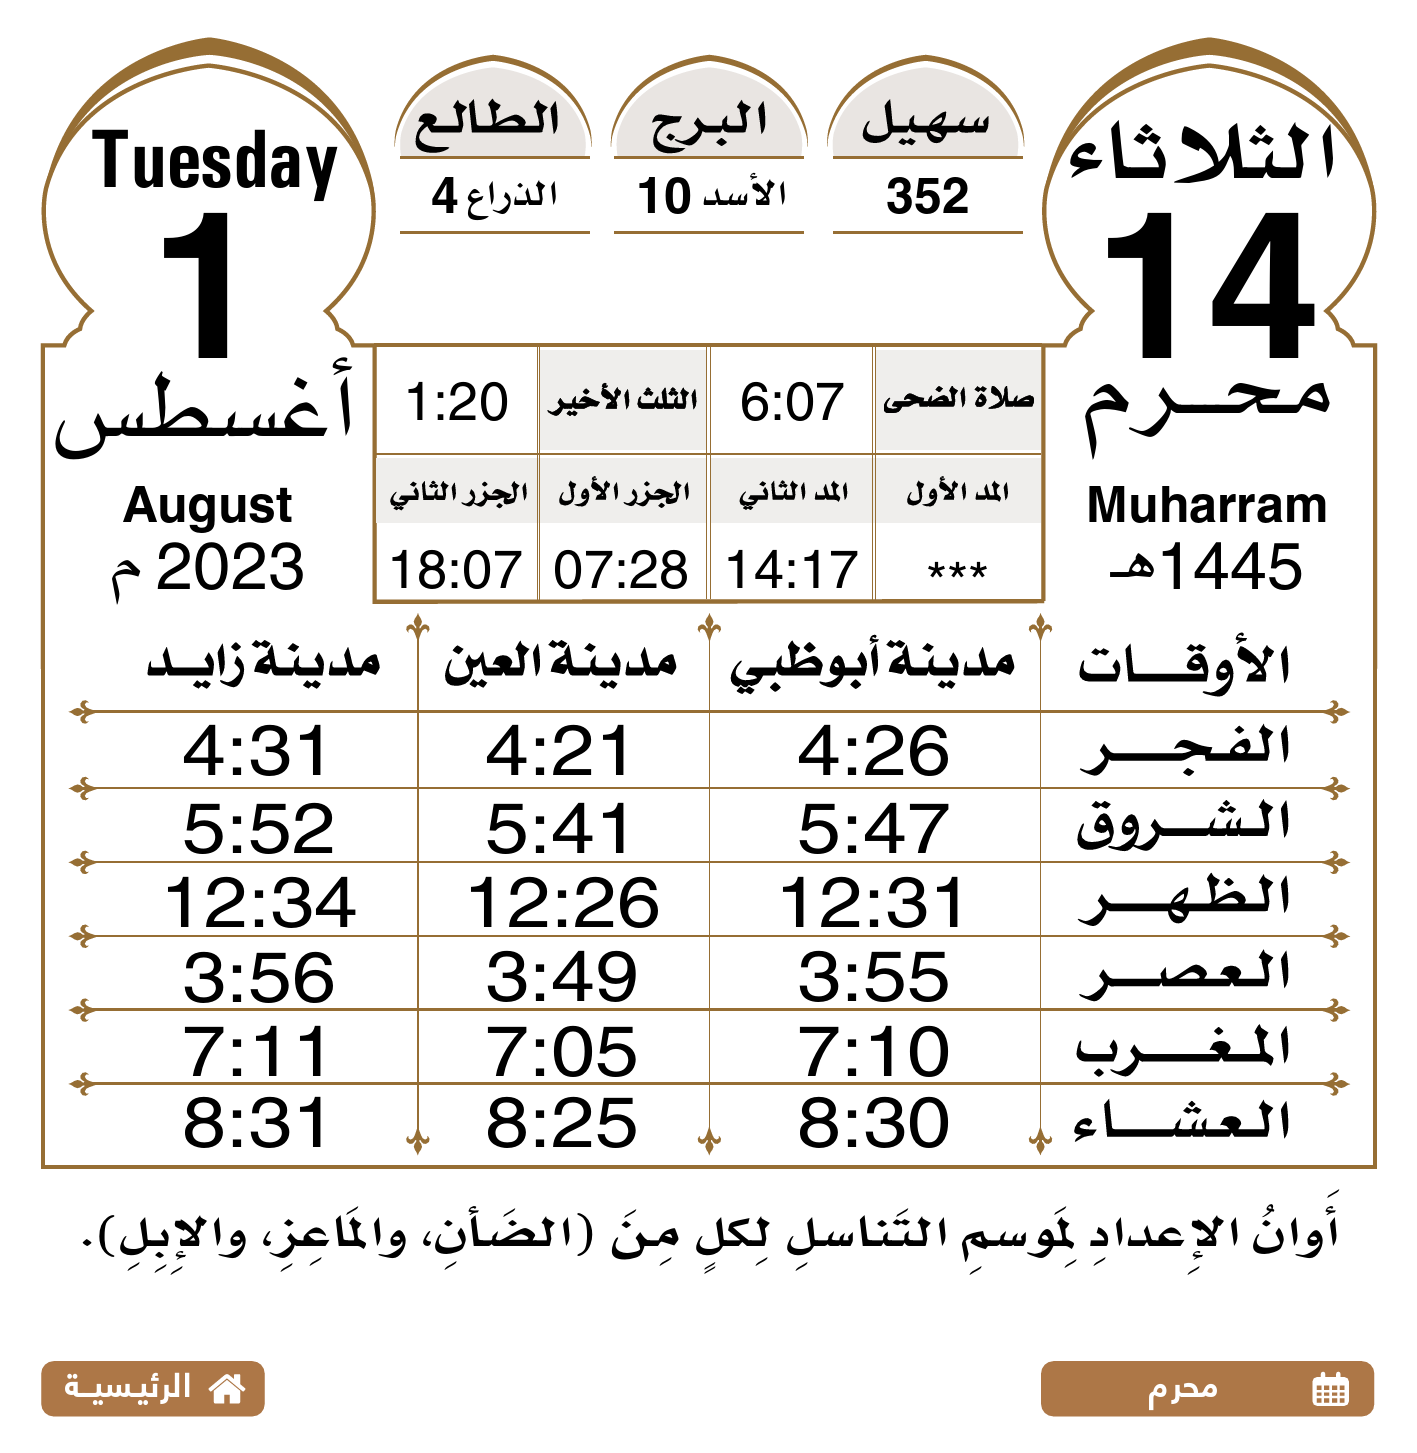 الثلاثاء
14
محرم
Muharram
1445هـ
سهيل
352
البرج
الأسد 10
الطالع
الذراع 4
Tuesday
1
أغسطس
August
2023 م
صلاة الضحى 6:07 الثلث الأخير 1:20
المد الأول المد الثاني الجزر الأول الجزر الثاني
*** 14:17 07:28 18:07
الأوقات مدينة أبوظبي مدينة العين مدينة زايد
الفجر 4:26 4:21 4:31
الشروق 5:47 5:41 5:52
الظهر 12:31 12:26 12:34
العصر 3:55 3:49 3:56
المغرب 7:10 7:05 7:11
العشاء 8:30 8:25 8:31
أَوانُ الإِعدادِ لِمَوسمِ التَناسلِ لِكلٍ مِنَ (الضَأنِ، والمَاعِزِ، والإِبِلِ).
محرم
الرئيسية